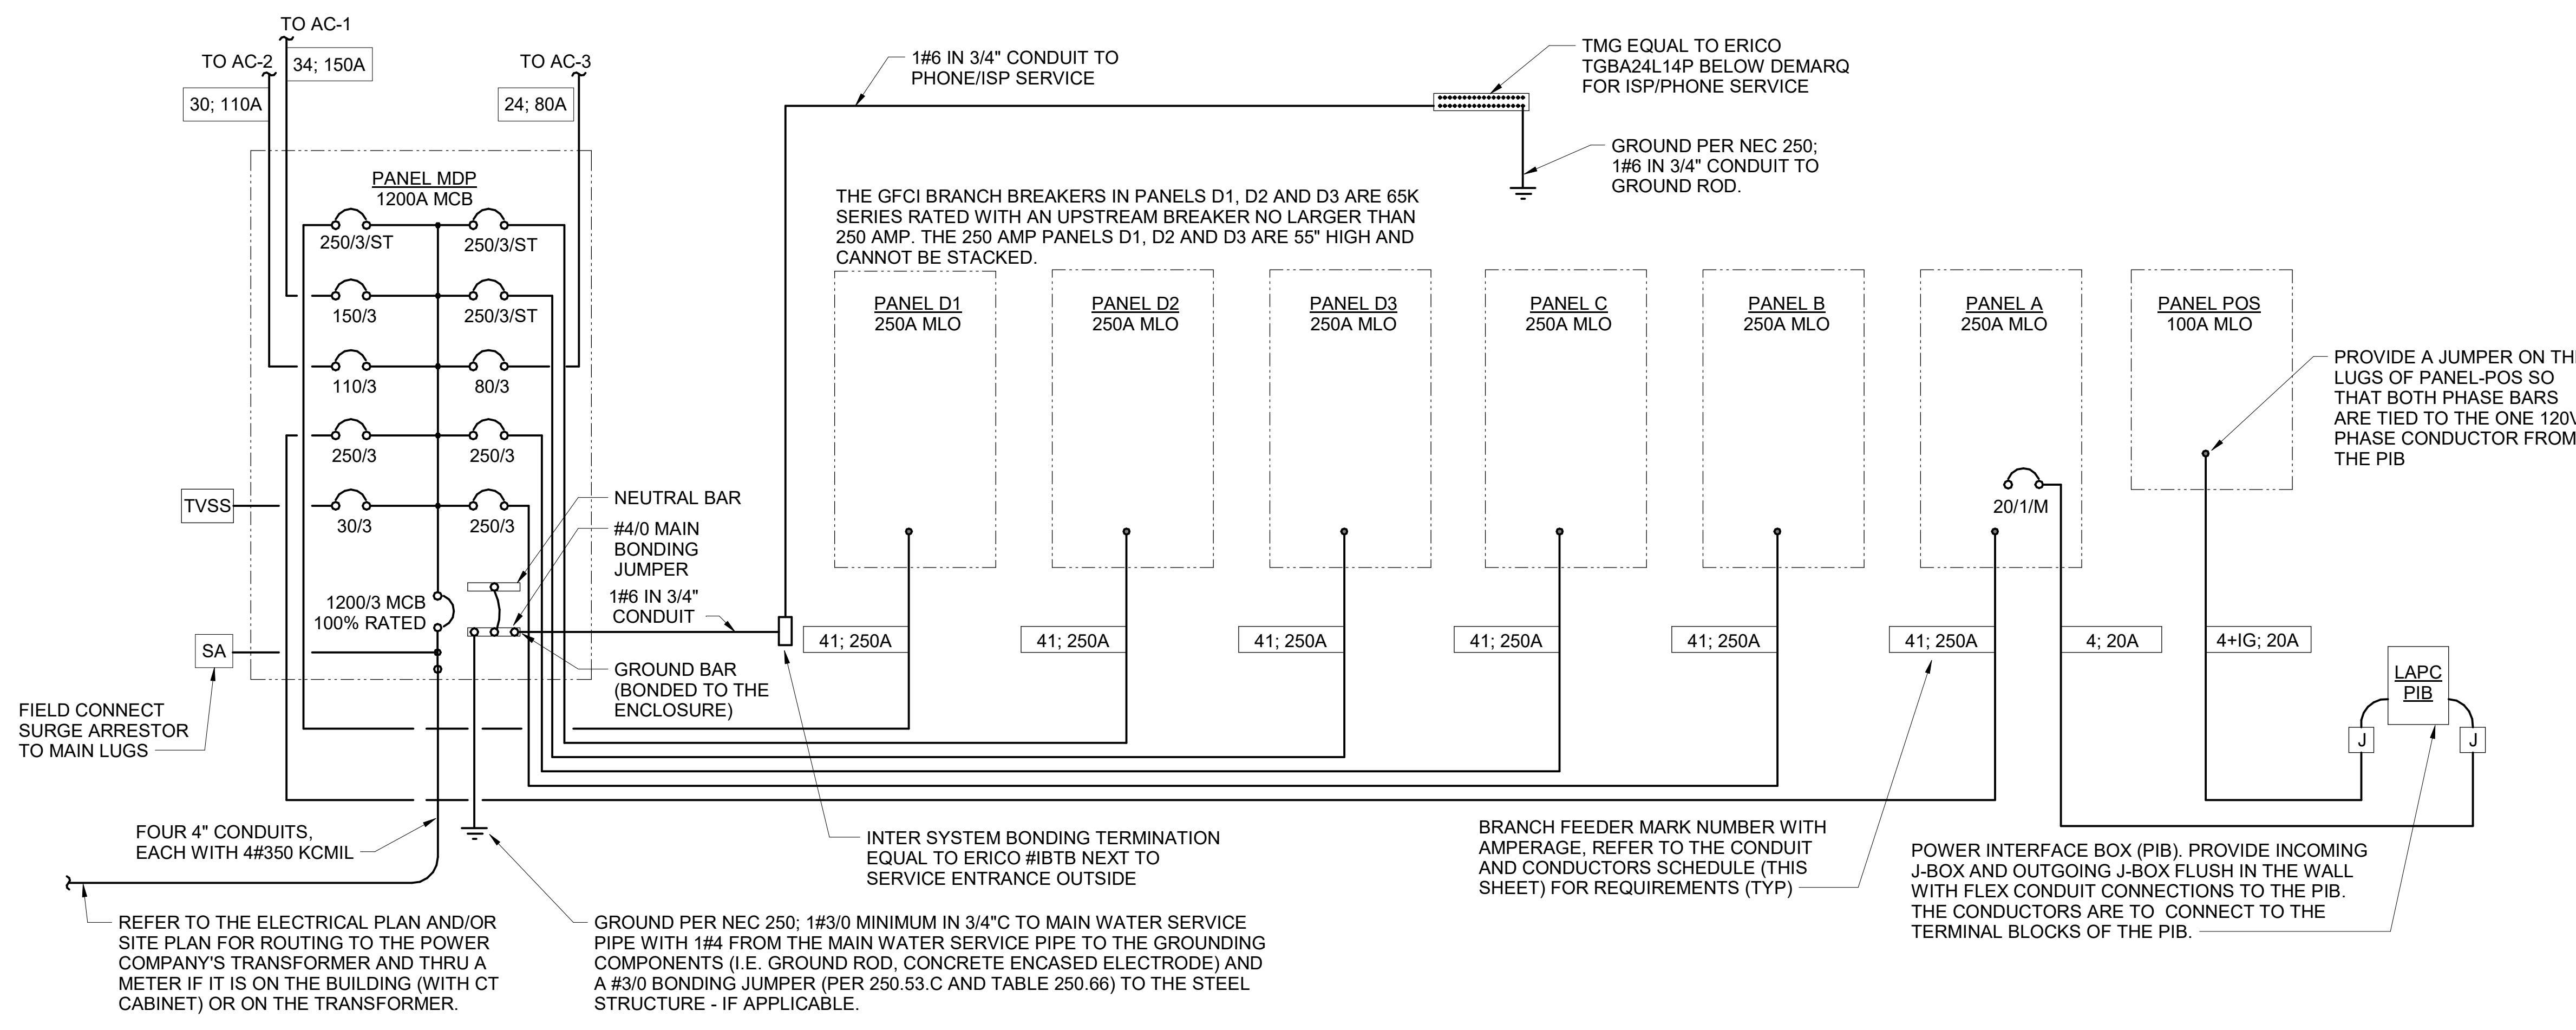 TO AC-1
TO AC-2
34; 150A
TO AC-3
30; 110A
24; 80A
PANEL MDP
1200A MCB
250/3/ST
250/3/ST
150/3
250/3/ST
110/3
80/3
250/3
250/3
TVSS
30/3
250/3
1200/3 MCB
100% RATED
SA
FIELD CONNECT
SURGE ARRESTOR
TO MAIN LUGS
NEUTRAL BAR
#4/0 MAIN
BONDING
JUMPER
1#6 IN 3/4"
CONDUIT
GROUND BAR
(BONDED TO THE
ENCLOSURE)
1#6 IN 3/4" CONDUIT TO
PHONE/ISP SERVICE
TMG EQUAL TO ERICO
TGBA24L14P BELOW DEMARQ
FOR ISP/PHONE SERVICE
GROUND PER NEC 250;
1#6 IN 3/4" CONDUIT TO
GROUND ROD.
THE GFCI BRANCH BREAKERS IN PANELS D1, D2 AND D3 ARE 65K
SERIES RATED WITH AN UPSTREAM BREAKER NO LARGER THAN
250 AMP. THE 250 AMP PANELS D1, D2 AND D3 ARE 55" HIGH AND
CANNOT BE STACKED.
PANEL D1
250A MLO
PANEL D2
250A MLO
PANEL D3
250A MLO
PANEL C
250A MLO
PANEL B
250A MLO
PANEL A
250A MLO
PANEL POS
100A MLO
PROVIDE A JUMPER ON TH
LUGS OF PANEL-POS SO
THAT BOTH PHASE BARS
ARE TIED TO THE ONE 120V
PHASE CONDUCTOR FROM
THE PIB
20/1/M
41; 250A
41; 250A
41; 250A
41; 250A
41; 250A
41; 250A
4; 20A
4+IG; 20A
LAPC
PIB
J
J
FOUR 4" CONDUITS,
EACH WITH 4#350 KCMIL
INTER SYSTEM BONDING TERMINATION
EQUAL TO ERICO #IBTB NEXT TO
SERVICE ENTRANCE OUTSIDE
BRANCH FEEDER MARK NUMBER WITH
AMPERAGE, REFER TO THE CONDUIT
AND CONDUCTORS SCHEDULE (THIS
SHEET) FOR REQUIREMENTS (TYP)
POWER INTERFACE BOX (PIB). PROVIDE INCOMING
J-BOX AND OUTGOING J-BOX FLUSH IN THE WALL
WITH FLEX CONDUIT CONNECTIONS TO THE PIB.
THE CONDUCTORS ARE TO CONNECT TO THE
TERMINAL BLOCKS OF THE PIB.
REFER TO THE ELECTRICAL PLAN AND/OR
SITE PLAN FOR ROUTING TO THE POWER
COMPANY'S TRANSFORMER AND THRU A
METER IF IT IS ON THE BUILDING (WITH CT
CABINET) OR ON THE TRANSFORMER.
GROUND PER NEC 250; 1#3/0 MINIMUM IN 3/4"C TO MAIN WATER SERVICE
PIPE WITH 1#4 FROM THE MAIN WATER SERVICE PIPE TO THE GROUNDING
COMPONENTS (I.E. GROUND ROD, CONCRETE ENCASED ELECTRODE) AND
A #3/0 BONDING JUMPER (PER 250.53.C AND TABLE 250.66) TO THE STEEL
STRUCTURE - IF APPLICABLE.